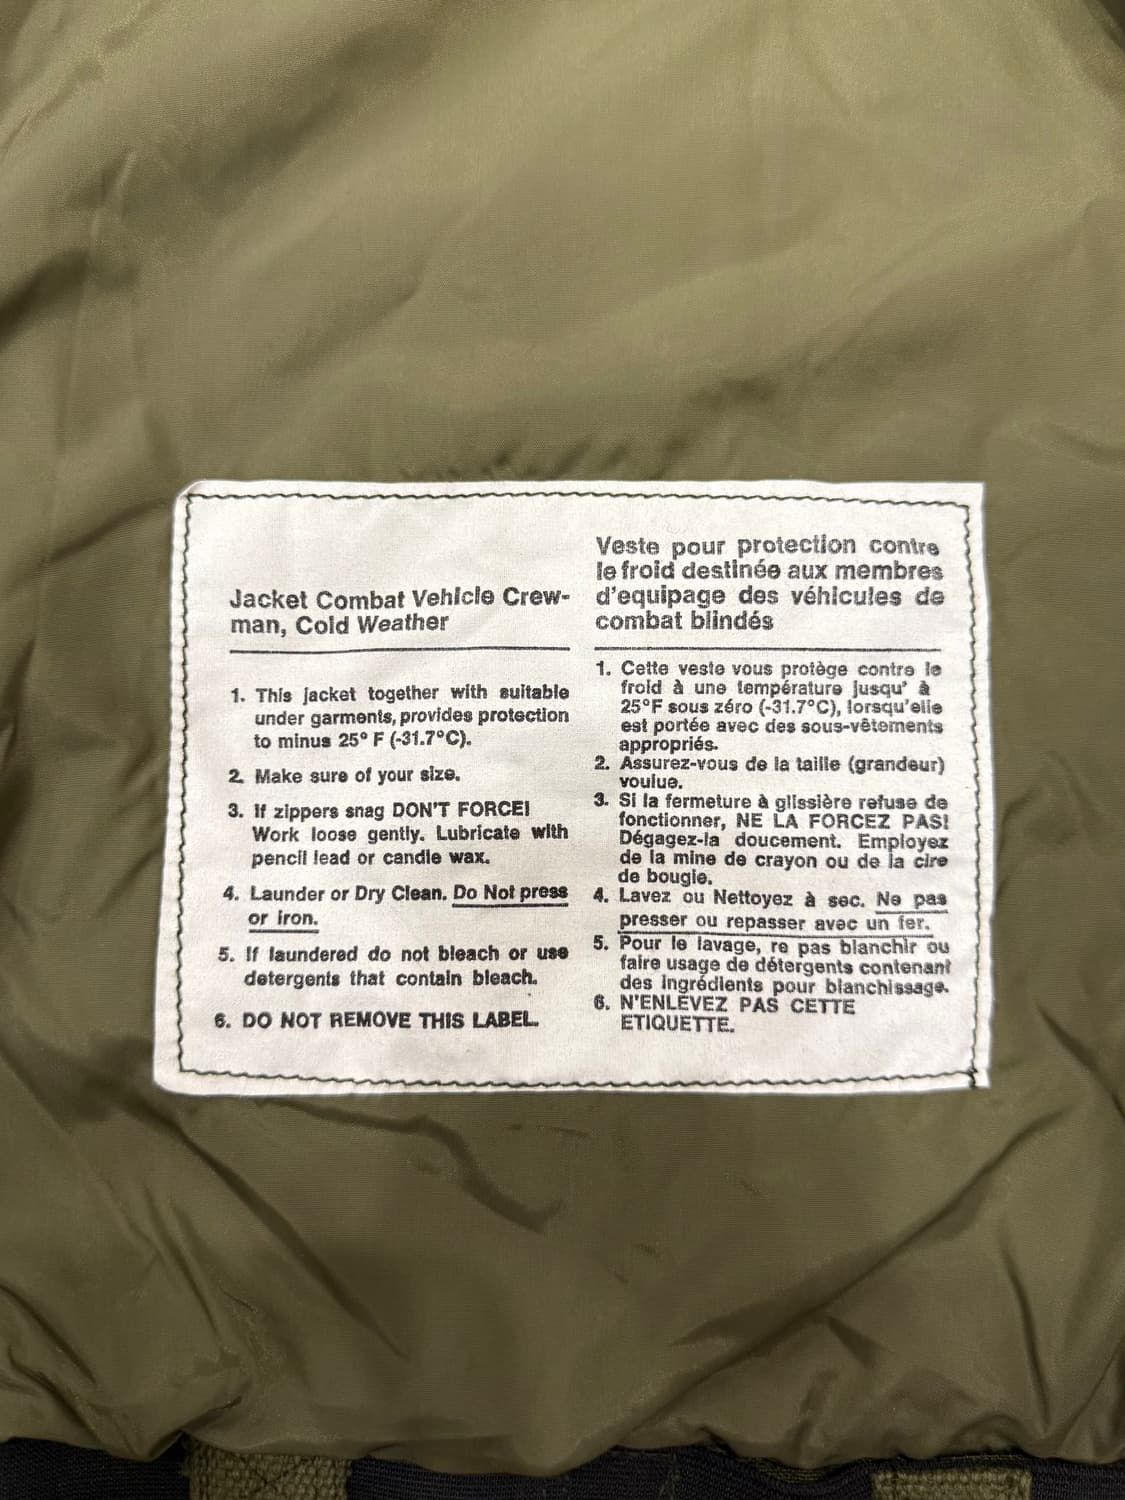 Jacket Combat Vehicle Crew-
man, Cold Weather
1. This jacket together with suitable
under garments, provides protection
to minus 25° F (-31.7°C).
2. Make sure of your size.
3. If zippers snag DON'T FORCE!
Work loose gently. Lubricate with
pencil lead or candle wax.
4. Launder or Dry Clean. Do Not press
or iron.
5. If laundered do not bleach or use
detergents that contain bleach.
6. DO NOT REMOVE THIS LABEL.
Veste pour protection contre
le froid destinée aux membres
d'equipage des véhicules de
combat blindés
1. Cette veste vous protège contre le
froid à une température jusqu' à
25°F sous zéro (-31.7°C), lorsqu'elle
est portée avec des sous-vêtements
appropriés.
2. Assurez-vous de la taille (grandeur)
voulue.
3. Si la fermeture à glissière refuse de
fonctionner, NE LA FORCEZ PAS!
Dégagez-la doucement. Employez
de la mine de crayon ou de la cire
de bougie.
4. Lavez ou Nettoyez à sec. Ne pas
presser ou repasser avec un fer.
5. Pour le lavage, re pas blanchir ou
faire usage de détergents contenant
des ingrédients pour blanchissage.
6. N'ENLEVEZ PAS CETTE
ETIQUETTE.